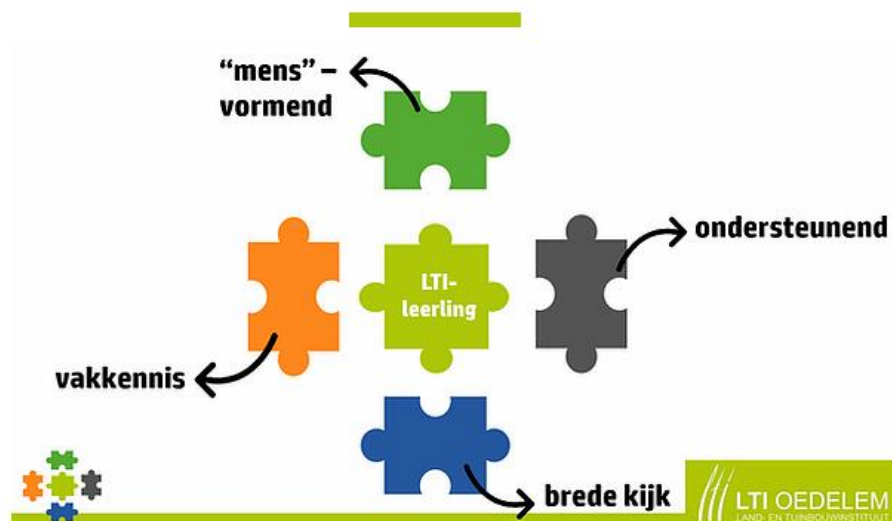 “mens” –
vormend
ondersteunend
LTI-
leerling
vakkennis
brede kijk
LTI OEDELEM
LAND- EN TUINBOUWINSTITUUT